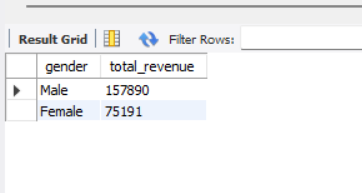 Result Grid Filter Rows:
gender total_revenue
Male 157890
Female 75191